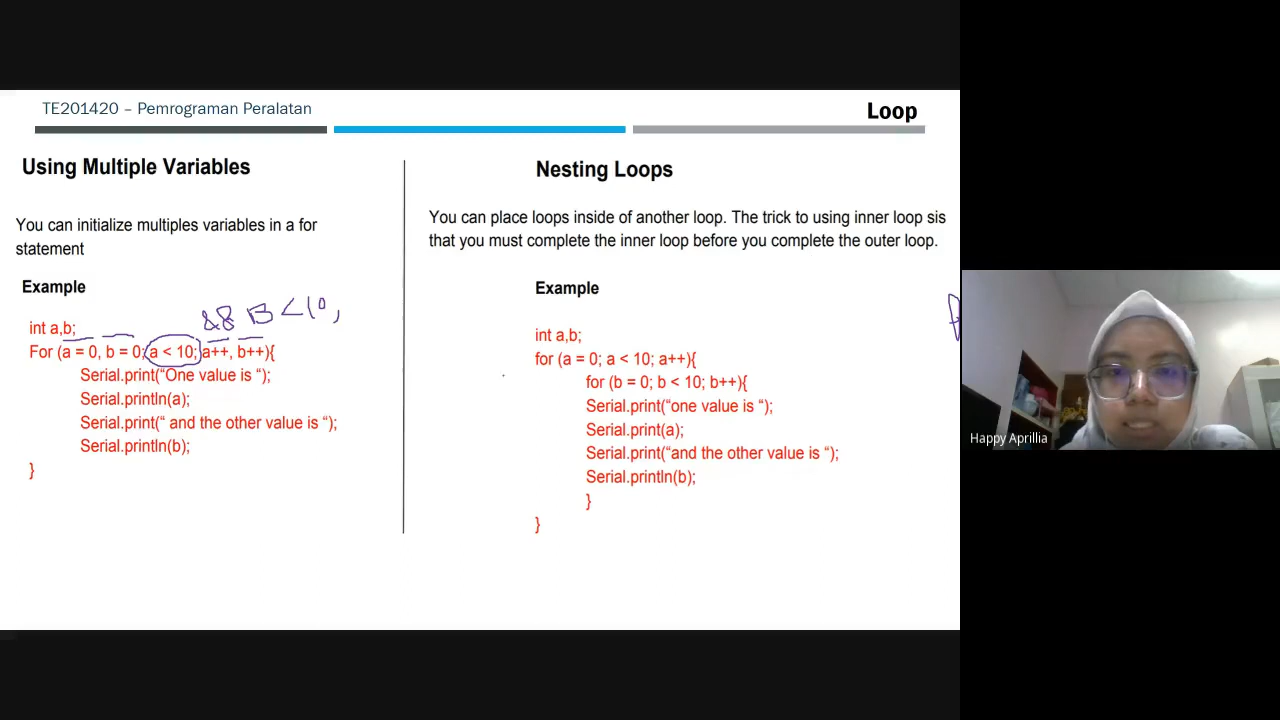 TE201420 – Pemrograman Peralatan
Loop
Using Multiple Variables
You can initialize multiples variables in a for
statement
Example
&& B <10,
int a,b;
For (a = 0, b = 0; a < 10; a++, b++){
Serial.print(“One value is “);
Serial.println(a);
Serial.print(“ and the other value is “);
Serial.println(b);
}
Nesting Loops
You can place loops inside of another loop. The trick to using inner loop sis
that you must complete the inner loop before you complete the outer loop.
Example
int a,b;
for (a = 0; a < 10; a++){
for (b = 0; b < 10; b++){
Serial.print(“one value is “);
Serial.print(a);
Serial.print(“and the other value is “);
Serial.println(b);
}
}
Happy Aprillia